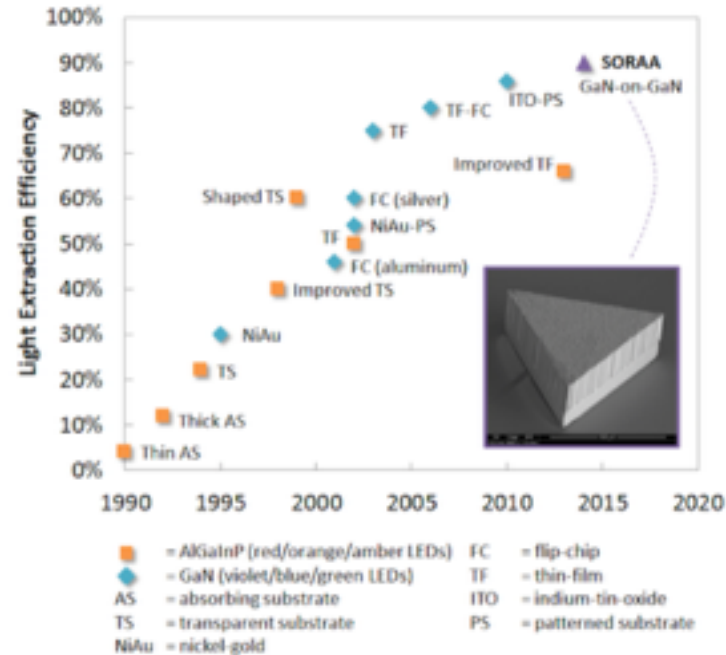 Light Extraction Efficiency
100%
90%
80%
70%
60%
50%
40%
30%
20%
10%
0%
1990 1995 2000 2005 2010 2015 2020
SORAA
GaN-on-GaN
ITO-PS
TF-FC
TF
Improved TF
Shaped TS
FC (silver)
NiAu-PS
TF
FC (aluminum)
Improved TS
NiAu
TS
Thick AS
Thin AS
= AlGaInP (red/orange/amber LEDs) FC = flip-chip
= GaN (violet/blue/green LEDs) TF = thin-film
AS = absorbing substrate ITO = indium-tin-oxide
TS = transparent substrate PS = patterned substrate
NiAu = nickel-gold